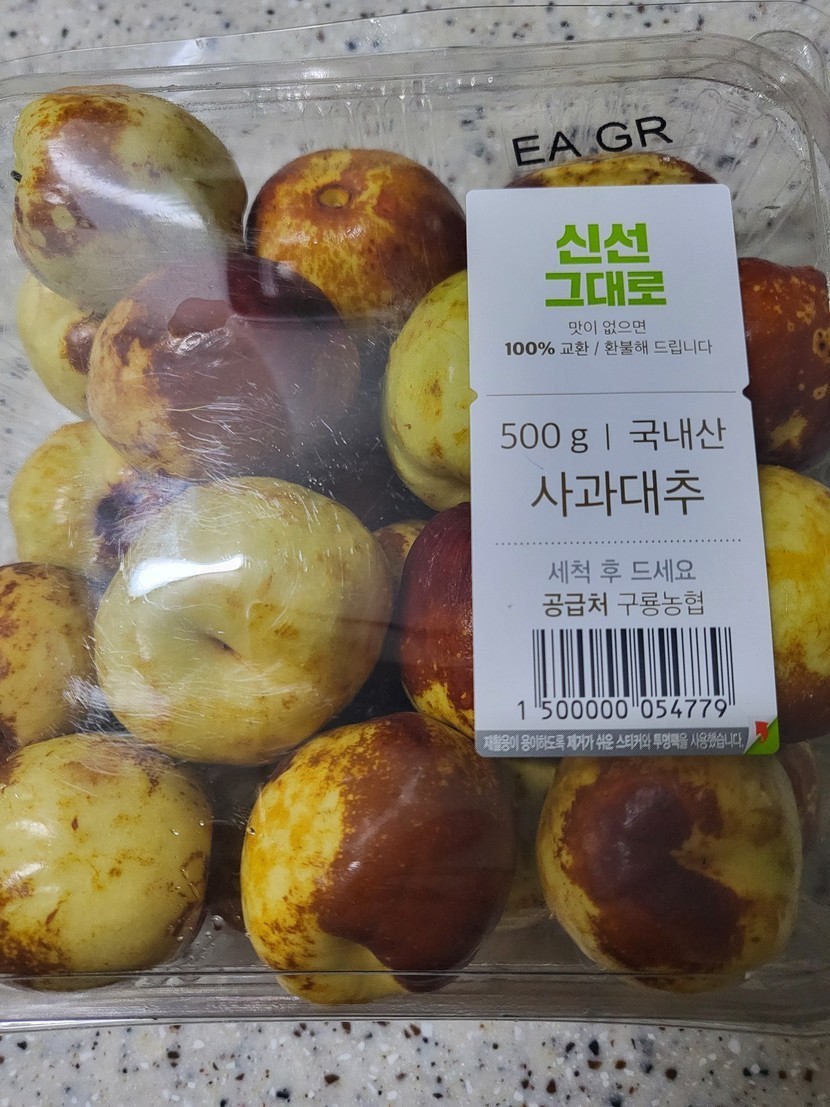 EA GR
신선
그대로
맛이 없으면
100% 교환 / 환불해 드립니다
500 g | 국내산
사과대추
세척 후 드세요
공급처 구룡농협
1 500000 054779
재활용이 용이하도록 제거가 쉬운 스티커와 투명팩을 사용했습니다.